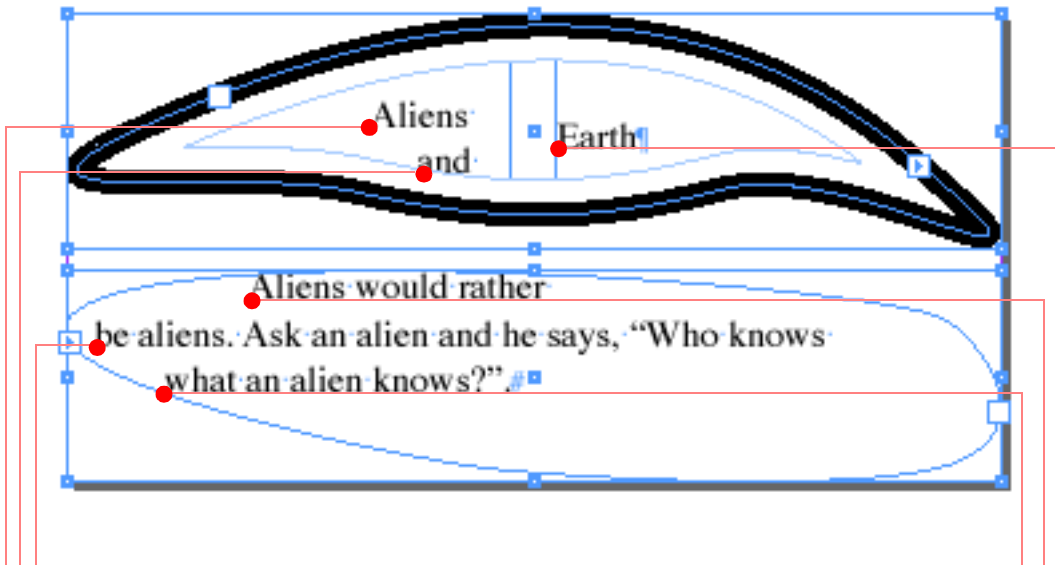 Aliens
and
Earth¶
Aliens would rather
be aliens. Ask an alien and he says, “Who knows
what an alien knows?”.#